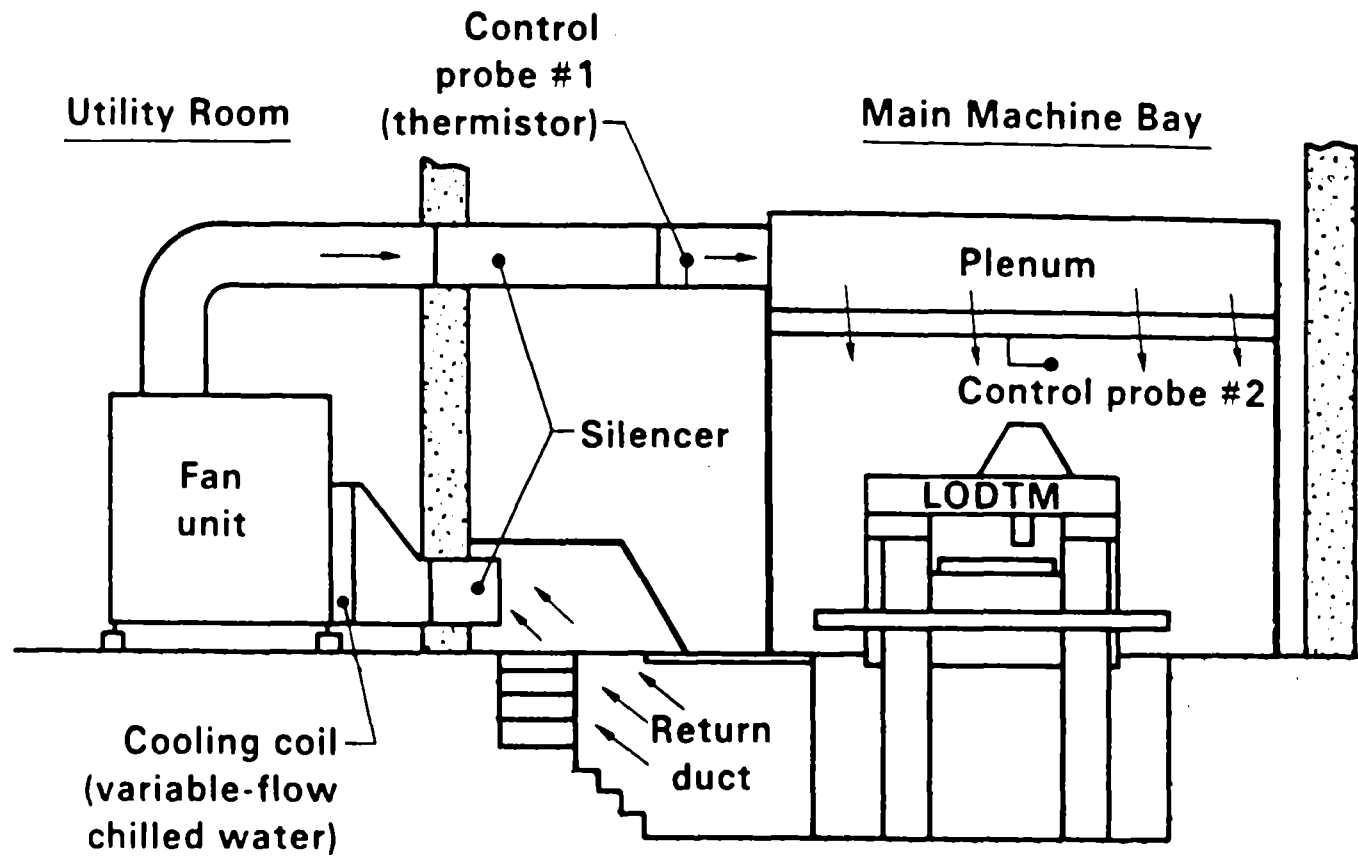 Control
probe #1
(thermistor)
Utility Room
Main Machine Bay
Plenum
Control probe #2
Silencer
Fan
unit
LODTM
Return
duct
Cooling coil
(variable-flow
chilled water)